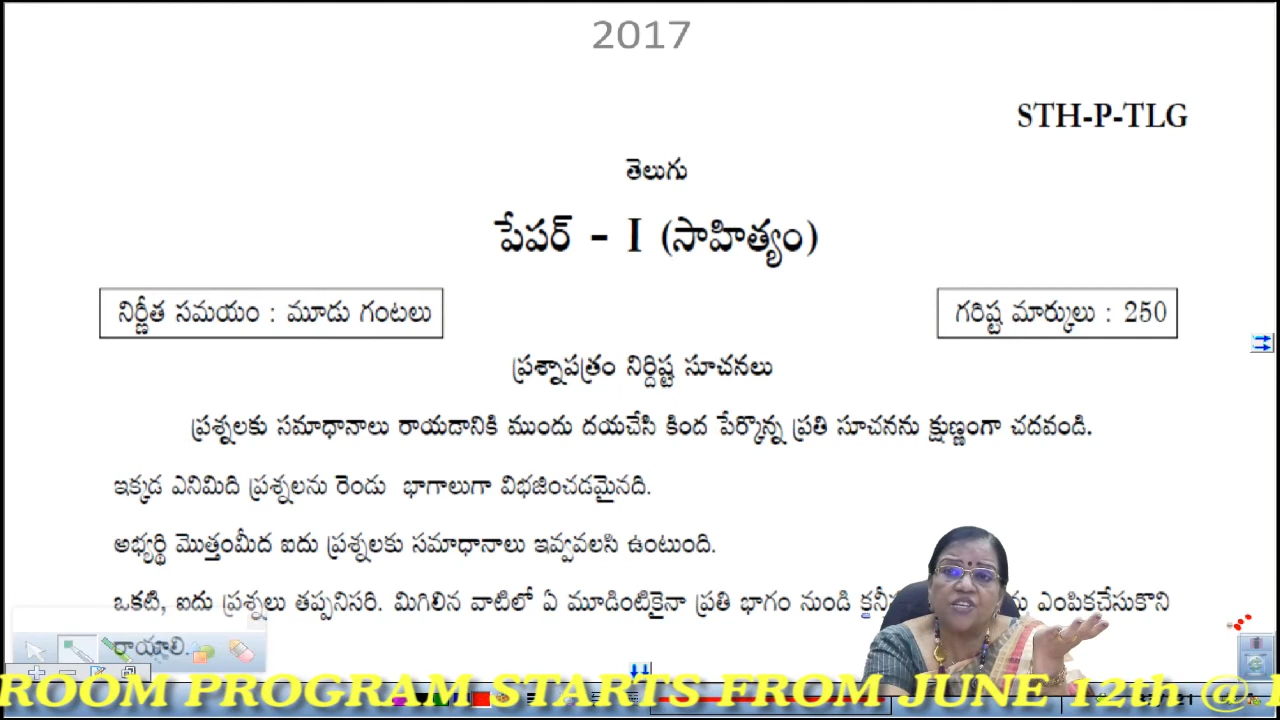 2017
STH-P-TLG
తెలుగు
పేపర్ - I (సాహిత్యం)
నిర్ణీత సమయం : మూడు గంటలు
గరిష్ట మార్కులు : 250
ప్రశ్నాపత్రం నిర్దిష్ట సూచనలు
ప్రశ్నలకు సమాధానాలు రాయడానికి ముందు దయచేసి కింద పేర్కొన్న ప్రతి సూచనను క్షుణ్ణంగా చదవండి.
ఇక్కడ ఎనిమిది ప్రశ్నలను రెండు భాగాలుగా విభజించడమైనది.
అభ్యర్థి మొత్తంమీద ఐదు ప్రశ్నలకు సమాధానాలు ఇవ్వవలసి ఉంటుంది.
ఒకటి, ఐదు ప్రశ్నలు తప్పనిసరి. మిగిలిన వాటిలో ఏ మూడింటికైనా ప్రతి భాగం నుండి ఎంపికచేసుకొని
రాయాలి.
ROOM PROGRAM STARTS FROM JUNE 12th @